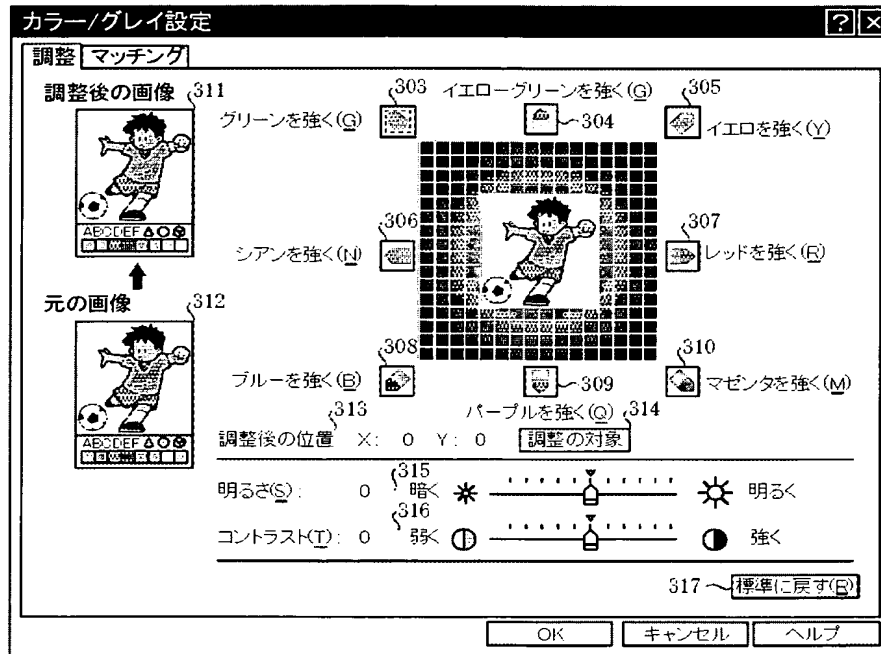 カラー/グレイ設定 ? ×
調整 マッチング
調整後の画像 311
303 イエローグリーンを強く(G) 305
グリーンを強く(G) 304 イエロを強く(Y)
ABCDEF
306 307
シアンを強く(N) レッドを強く(R)
元の画像 312
308 310
ブルーを強く(B) 309 マゼンタを強く(M)
ABCDEF
313 パープルを強く(Q) 314
調整後の位置 X: 0 Y: 0 調整の対象
315
明るさ(S): 0 暗く 明るく
316
コントラスト(T): 0 弱く 強く
317 標準に戻す(R)
OK キャンセル ヘルプ